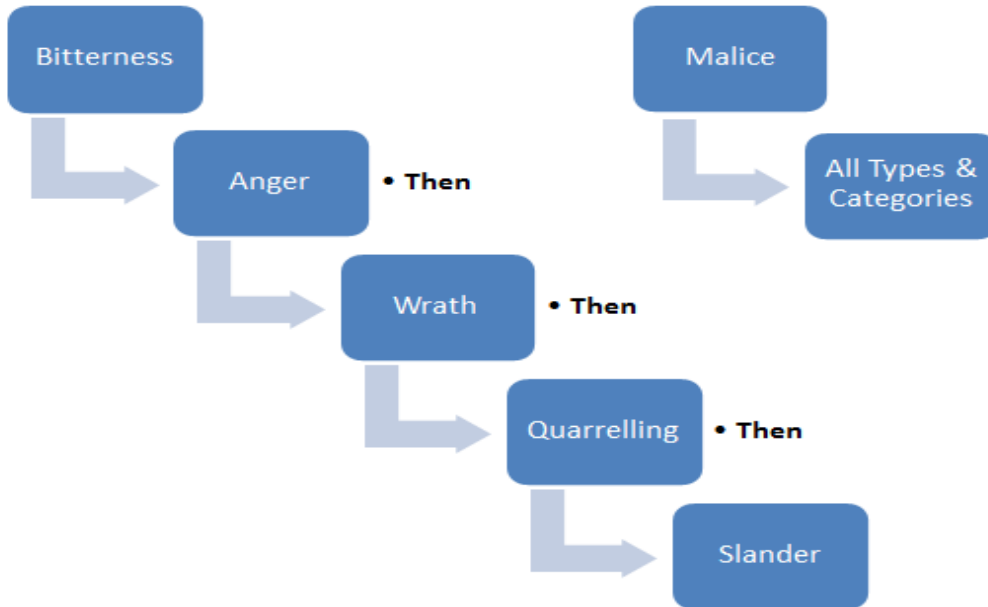 Bitterness
Malice
Anger
• Then
All Types &
Categories
Wrath
• Then
Quarrelling
• Then
Slander